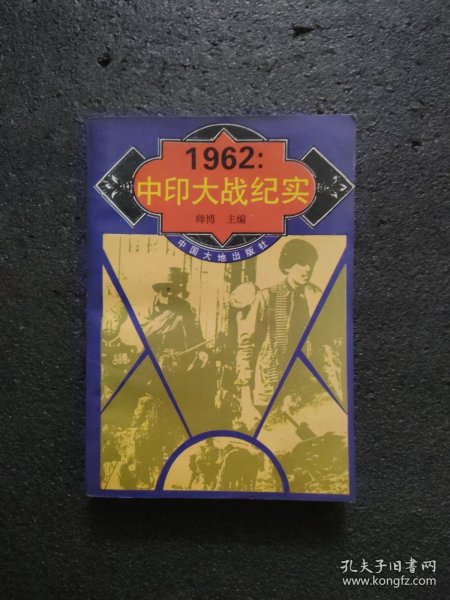 1962:
中印大战纪实
师博 主编
中国大地出版社
孔夫子旧书网
www.kongfz.com